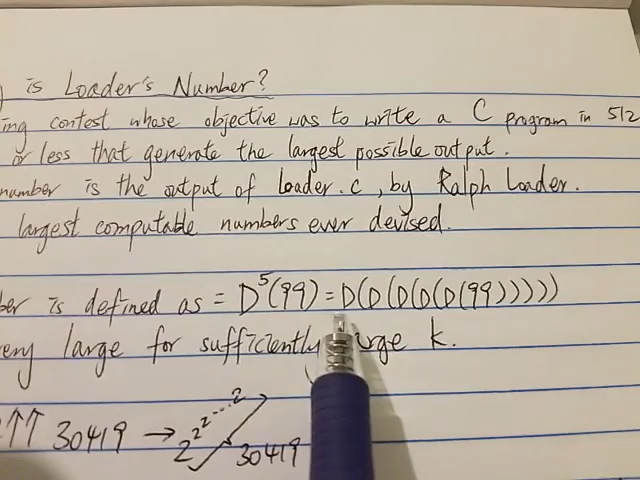 is Loader's Number?
ing contest whose objective was to write a C program in 512
or less that generate the largest possible output.
number is the output of loader.c, by Ralph Loader.
largest computable numbers ever devised.
ber is defined as = D⁵(99) = D(D(D(D(D(99)))))
ery large for sufficiently large k.
↑↑ 30419 → 2^2^2^...^2
30419